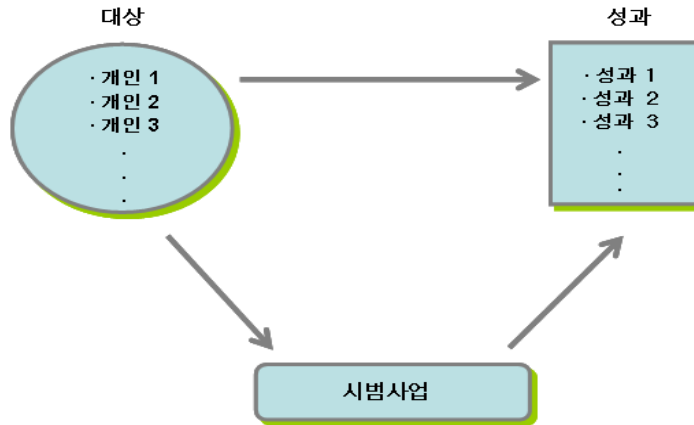 대상
성과
· 개인 1
· 개인 2
· 개인 3
.
.
.
· 성과 1
· 성과 2
· 성과 3
.
.
.
시범사업